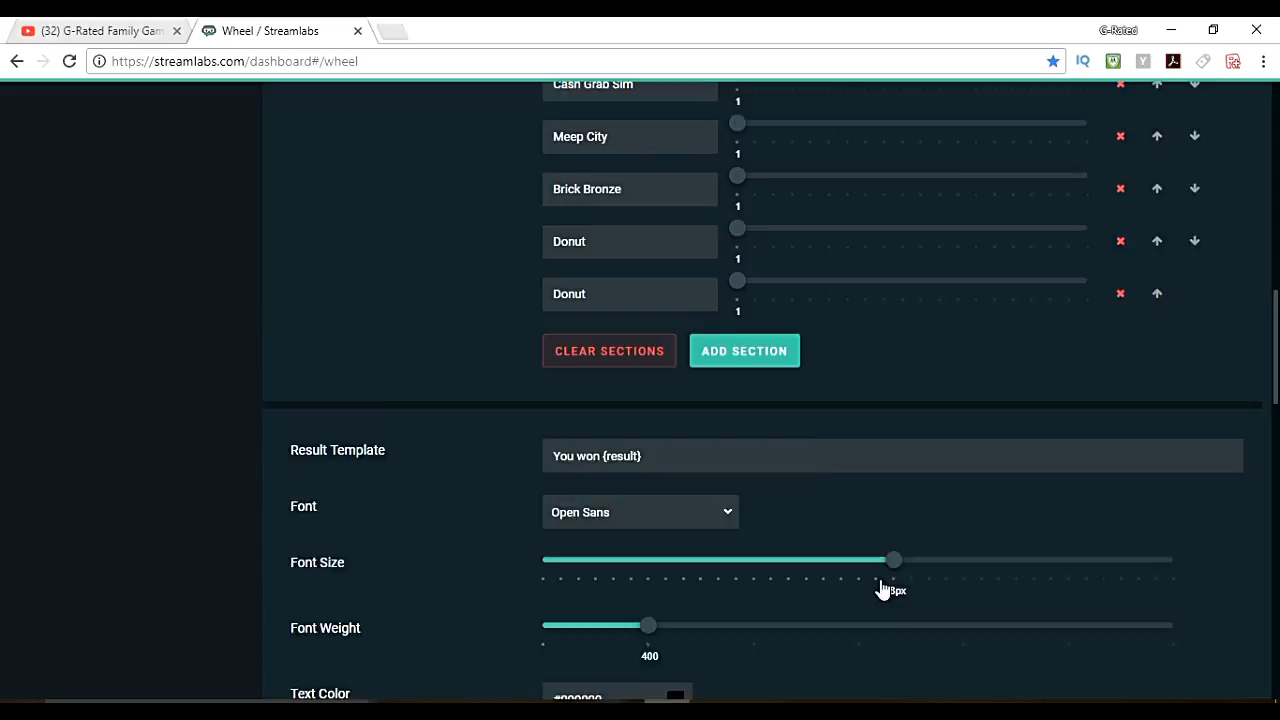 (32) G-Rated Family Gam
Wheel / Streamlabs
G-Rated
https://streamlabs.com/dashboard#/wheel
IQ
Y
Cash Grab Sim
1
Meep City
1
Brick Bronze
1
Donut
1
Donut
1
CLEAR SECTIONS
ADD SECTION
Result Template
You won {result}
Font
Open Sans
Font Size
Font Weight
400
Text Color
#000000